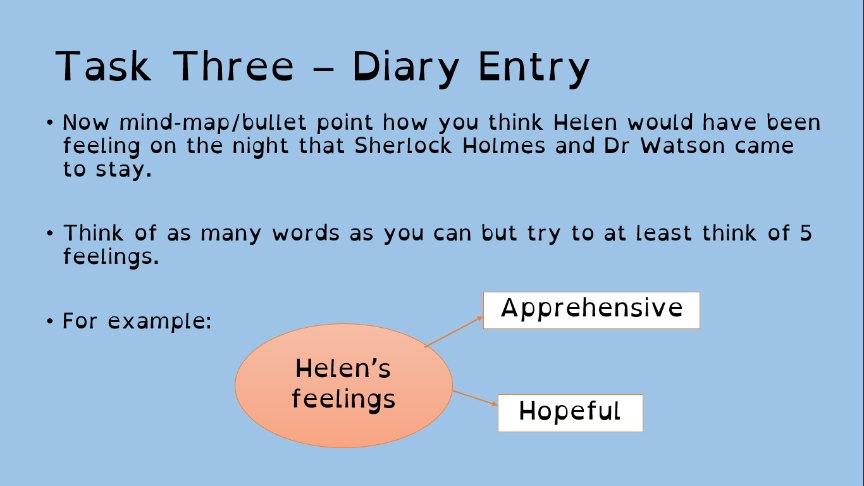 Task Three – Diary Entry
• Now mind-map/bullet point how you think Helen would have been
feeling on the night that Sherlock Holmes and Dr Watson came
to stay.
• Think of as many words as you can but try to at least think of 5
feelings.
• For example:
Apprehensive
Helen's
feelings
Hopeful